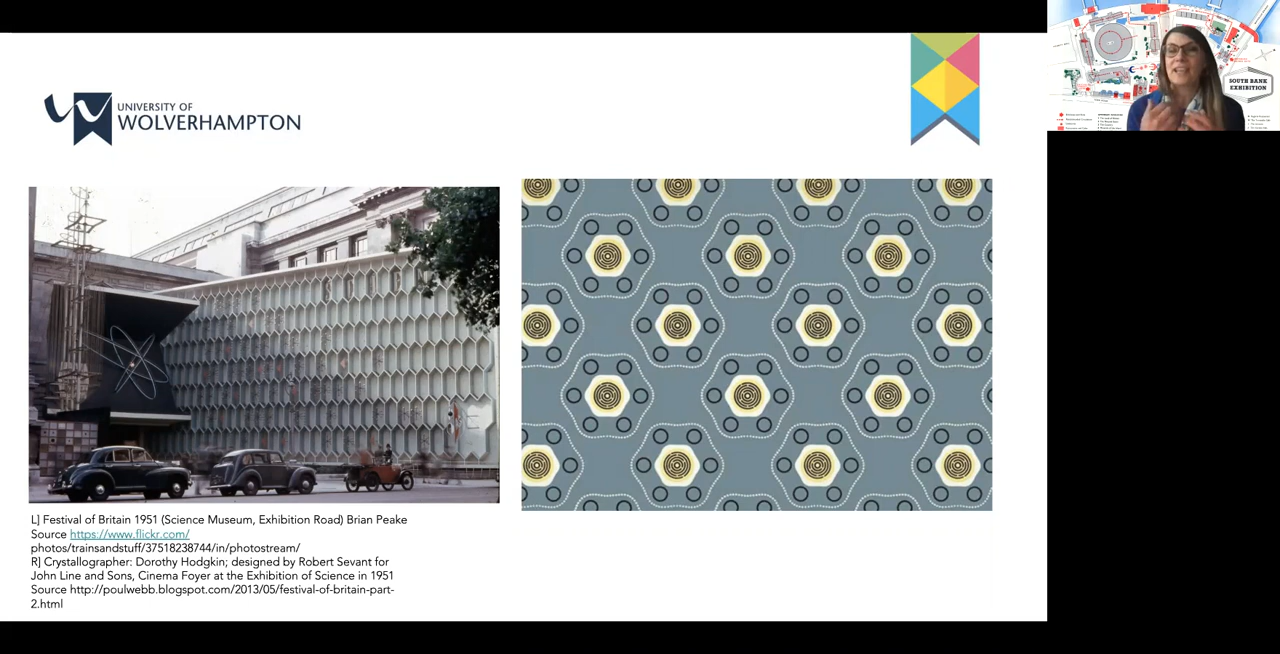 UNIVERSITY OF
WOLVERHAMPTON
SOUTH BANK
EXHIBITION
L] Festival of Britain 1951 (Science Museum, Exhibition Road) Brian Peake
Source https://www.flickr.com/
photos/trainsandstuff/37518238744/in/photostream/
R] Crystallographer: Dorothy Hodgkin; designed by Robert Sevant for
John Line and Sons, Cinema Foyer at the Exhibition of Science in 1951
Source http://poulwebb.blogspot.com/2013/05/festival-of-britain-part-
2.html